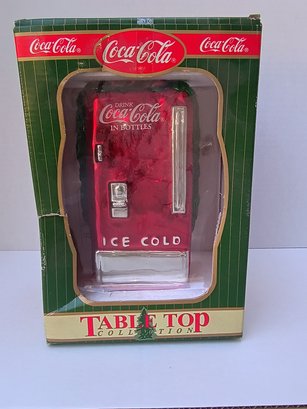 Coca-Cola® Coca-Cola® Coca-Cola®
DRINK
Coca-Cola®
IN BOTTLES
ICE COLD
TABLE TOP
COLLECTION